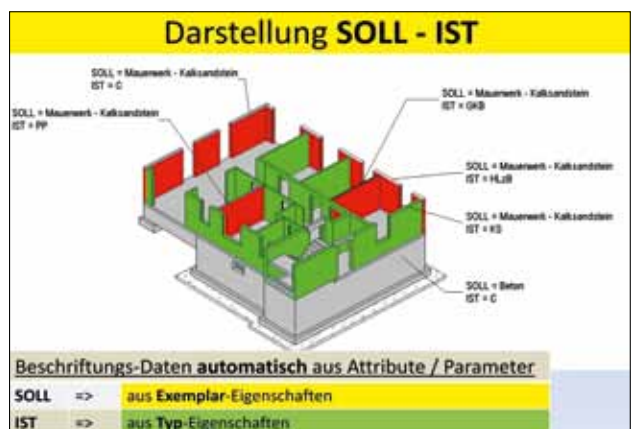 Darstellung SOLL - IST
SOLL = Mauerwerk - Kalksandstein
IST = C
SOLL = Mauerwerk - Kalksandstein
IST = PP
SOLL = Mauerwerk - Kalksandstein
IST = GKB
SOLL = Mauerwerk - Kalksandstein
IST = HLzB
SOLL = Mauerwerk - Kalksandstein
IST = KS
SOLL = Beton
IST = C
Beschriftungs-Daten automatisch aus Attribute / Parameter
SOLL => aus Exemplar-Eigenschaften
IST => aus Typ-Eigenschaften